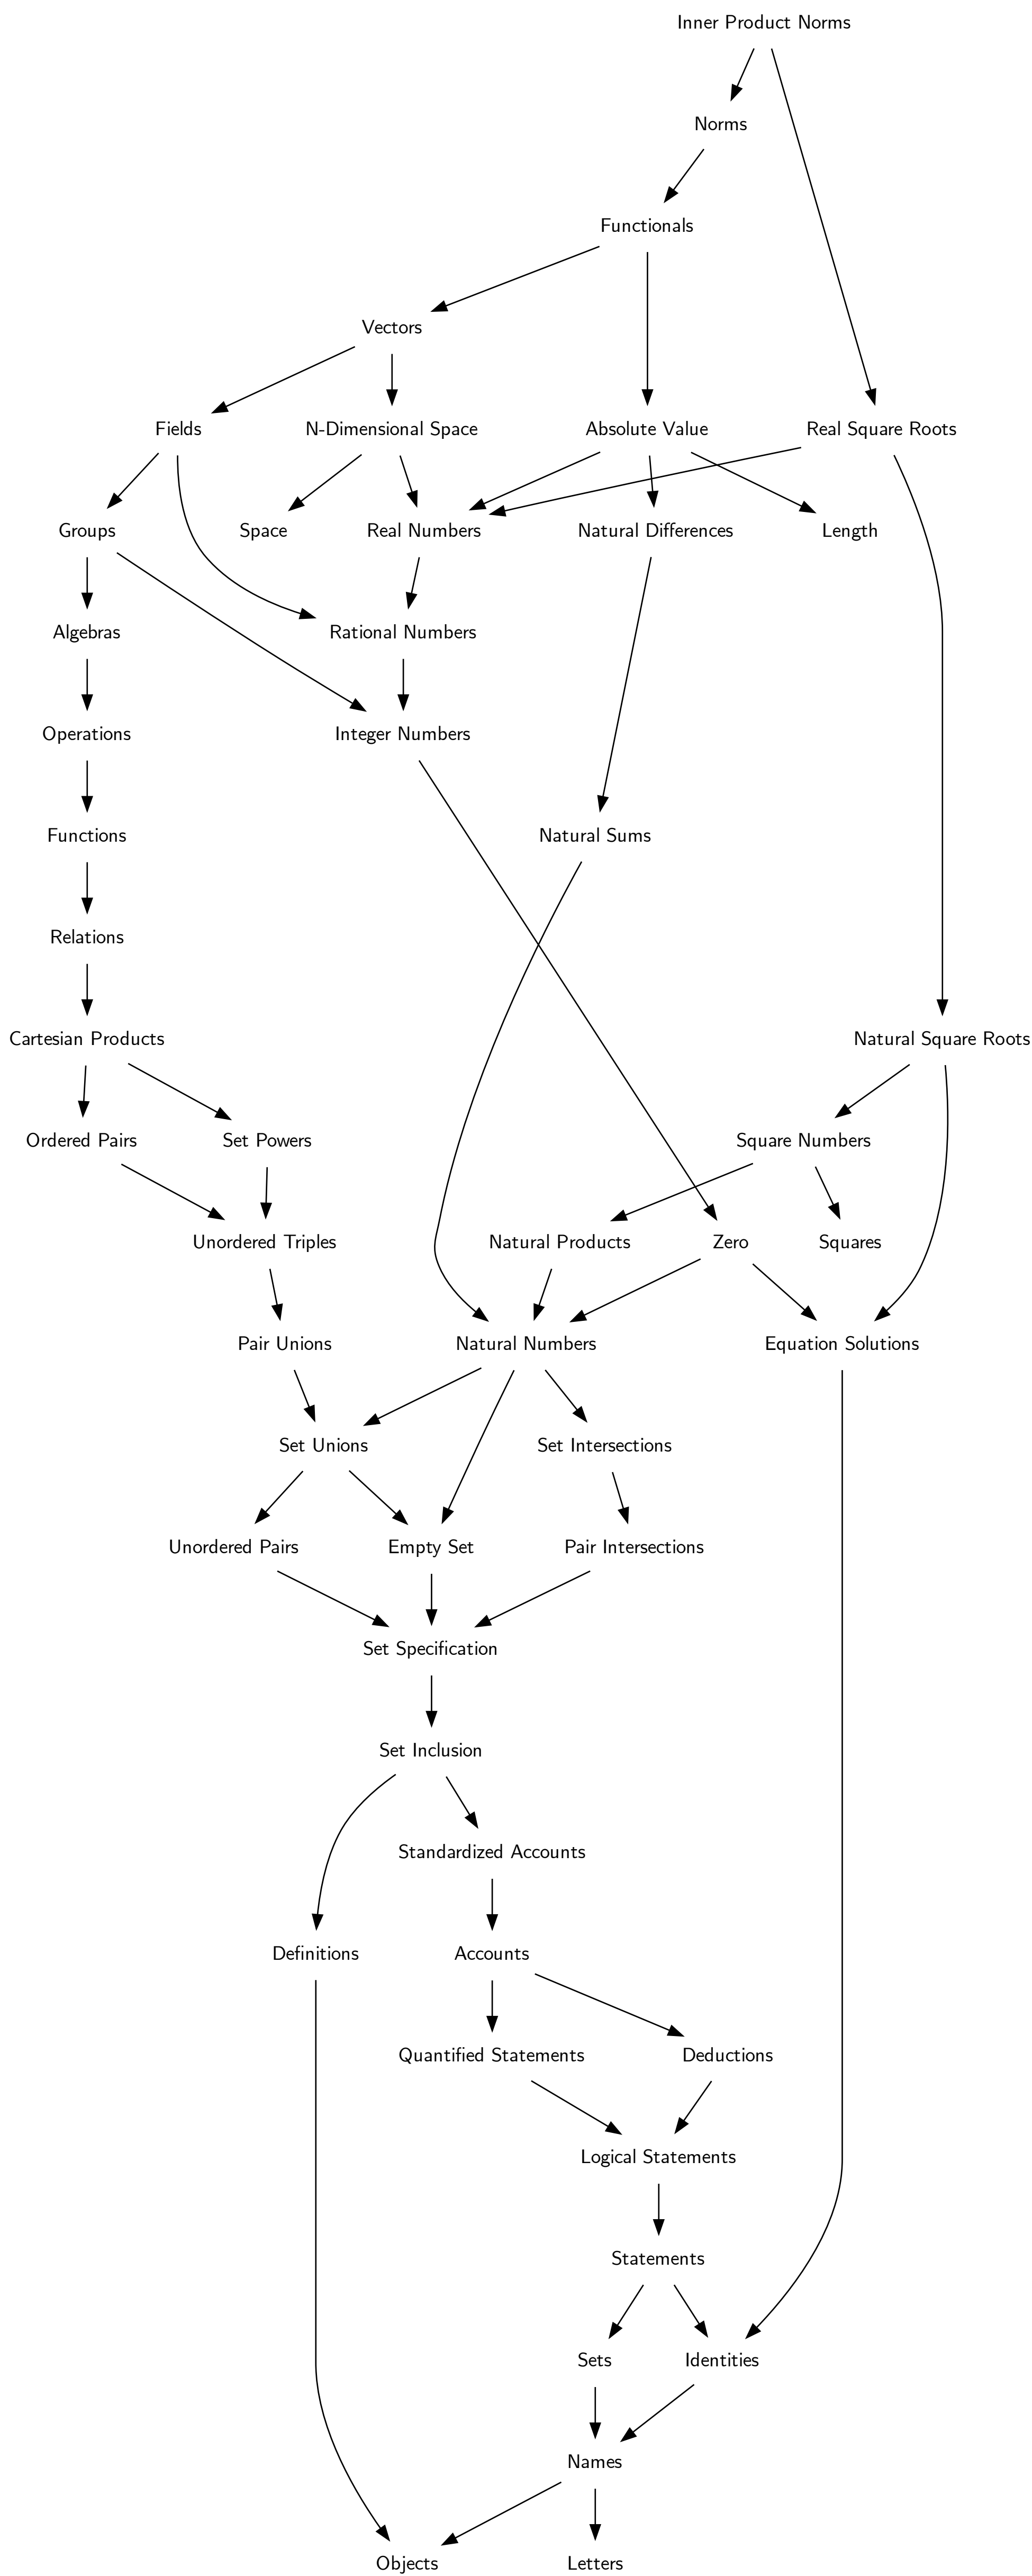 Inner Product Norms
Norms
Functionals
Vectors
Fields
N-Dimensional Space
Absolute Value
Real Square Roots
Groups
Space
Real Numbers
Natural Differences
Length
Algebras
Rational Numbers
Operations
Integer Numbers
Functions
Natural Sums
Relations
Cartesian Products
Natural Square Roots
Ordered Pairs
Set Powers
Square Numbers
Unordered Triples
Natural Products
Zero
Squares
Pair Unions
Natural Numbers
Equation Solutions
Set Unions
Set Intersections
Unordered Pairs
Empty Set
Pair Intersections
Set Specification
Set Inclusion
Standardized Accounts
Definitions
Accounts
Quantified Statements
Deductions
Logical Statements
Statements
Sets
Identities
Names
Objects
Letters